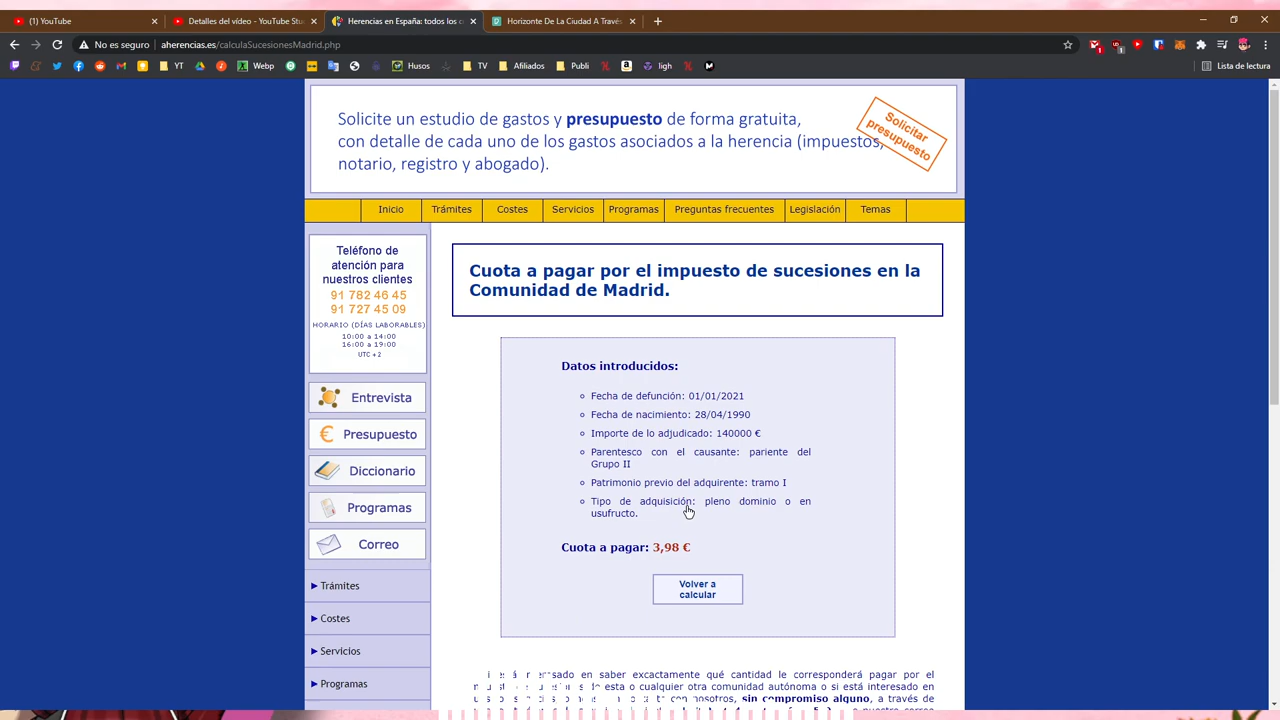 (1) YouTube
Detalles del vídeo - YouTube Stu
Herencias en España: todos los c
Horizonte De La Ciudad A Través
No es seguro
aherencias.es/calculaSucesionesMadrid.php
YT
Webp
Husos
TV
Afiliados
Publi
ligh
Lista de lectura
Solicite un estudio de gastos y presupuesto de forma gratuita,
con detalle de cada uno de los gastos asociados a la herencia (impuestos,
notario, registro y abogado).
Solicitar
presupuesto
Inicio
Trámites
Costes
Servicios
Programas
Preguntas frecuentes
Legislación
Temas
Teléfono de
atención para
nuestros clientes
91 782 46 45
91 727 45 09
HORARIO (DÍAS LABORABLES)
10:00 a 14:00
16:00 a 19:00
UTC +2
Entrevista
Presupuesto
Diccionario
Programas
Correo
Trámites
Costes
Servicios
Programas
Cuota a pagar por el impuesto de sucesiones en la
Comunidad de Madrid.
Datos introducidos:
Fecha de defunción: 01/01/2021
Fecha de nacimiento: 28/04/1990
Importe de lo adjudicado: 140000 €
Parentesco con el causante: pariente del
Grupo II
Patrimonio previo del adquirente: tramo I
Tipo de adquisición: pleno dominio o en
usufructo.
Cuota a pagar: 3,98 €
Volver a
calcular
en saber excactamente qué cantidad le corresponderá pagar por el
esta o cualquier otra comunidad autónoma o si está interesado en
nosotros, sin compromiso alguno, a través de